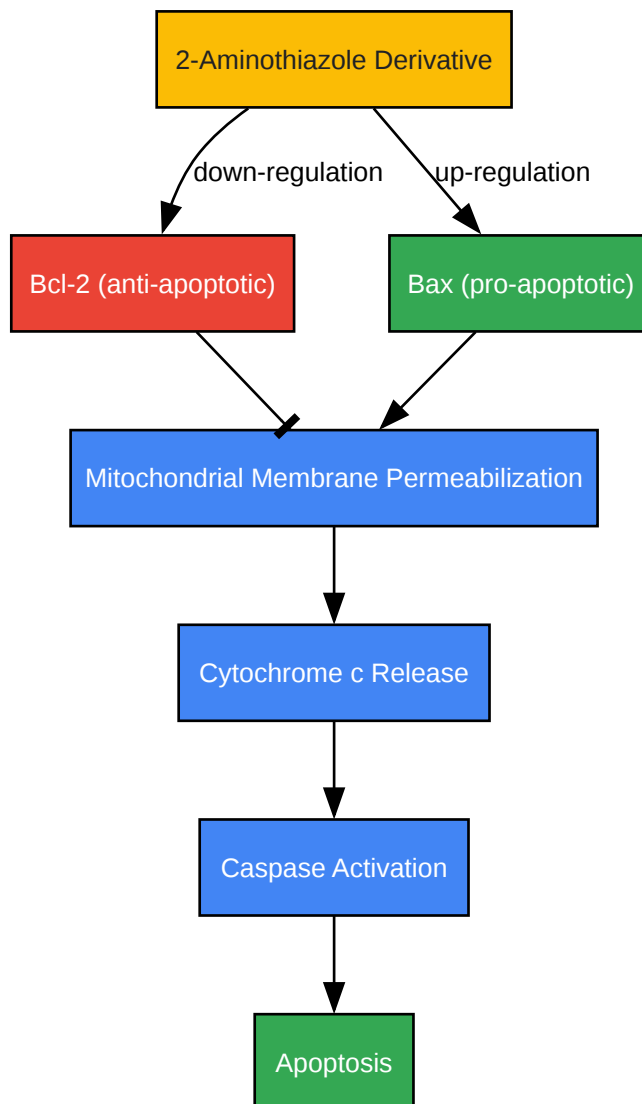 2-Aminothiazole Derivative
down-regulation
up-regulation
Bcl-2 (anti-apoptotic)
Bax (pro-apoptotic)
Mitochondrial Membrane Permeabilization
Cytochrome c Release
Caspase Activation
Apoptosis